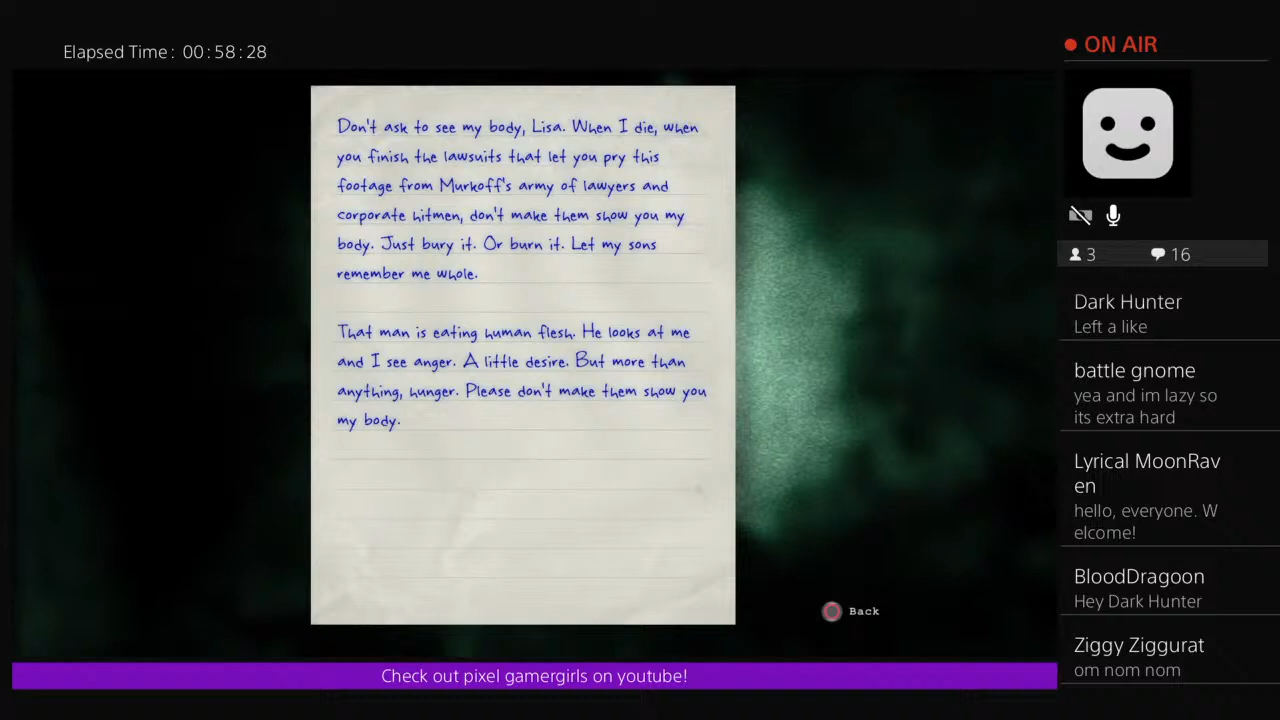 Elapsed Time: 00:58:28
Don't ask to see my body, Lisa. When I die, when
you finish the lawsuits that let you pry this
footage from Murkoff's army of lawyers and
corporate hitmen, don't make them show you my
body. Just bury it. Or burn it. Let my sons
remember me whole.
That man is eating human flesh. He looks at me
and I see anger. A little desire. But more than
anything, hunger. Please don't make them show you
my body.
Back
Check out pixel gamergirls on youtube!
ON AIR
3 16
Dark Hunter
Left a like
battle gnome
yea and im lazy so
its extra hard
Lyrical MoonRav
en
hello, everyone. W
elcome!
BloodDragoon
Hey Dark Hunter
Ziggy Ziggurat
om nom nom